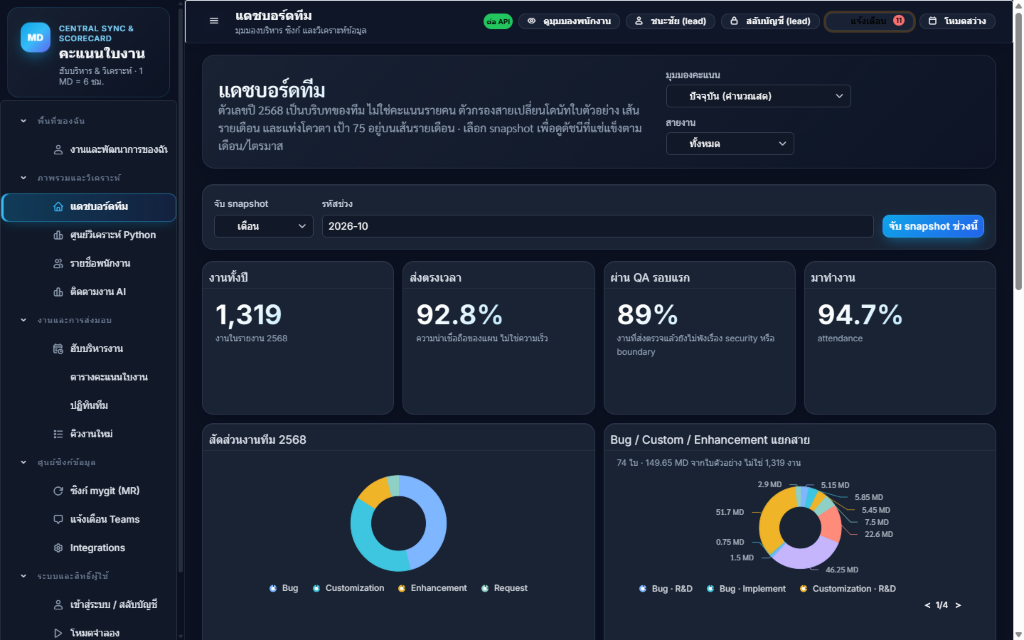 MD
CENTRAL SYNC &
SCORECARD
คะแนนใบงาน
ฮับบริหาร & วิเคราะห์ · 1
MD = 6 ชม.
พื้นที่ของฉัน
งานและพัฒนาการของฉัน
ภาพรวมและวิเคราะห์
แดชบอร์ดทีม
ศูนย์วิเคราะห์ Python
รายชื่อพนักงาน
ติดตามงาน AI
งานและการส่งมอบ
ฮับบริหารงาน
ตารางคะแนนใบงาน
ปฏิทินทีม
คิวงานใหม่
ศูนย์ซิงก์ข้อมูล
ซิงก์ mygit (MR)
แจ้งเตือน Teams
Integrations
ระบบและสิทธิ์ผู้ใช้
เข้าสู่ระบบ / สลับบัญชี
โหมดจำลอง
แดชบอร์ดทีม
มุมมองบริหาร ซิงก์ และวิเคราะห์ข้อมูล
ต่อ API
ดูมุมมองพนักงาน
ชนะชัย (lead)
สลับบัญชี (lead)
แจ้งเตือน 11
โหมดสว่าง
แดชบอร์ดทีม
ตัวเลขปี 2568 เป็นบริบทของทีม ไม่ใช่คะแนนรายคน ตัวกรองสายเปลี่ยนโดนัทใบตัวอย่าง เส้น
รายเดือน และแท่งโควตา เป้า 75 อยู่บนเส้นรายเดือน · เลือก snapshot เพื่อดูดัชนีที่แช่แข็งตาม
เดือน/ไตรมาส
มุมมองคะแนน
ปัจจุบัน (คำนวณสด)
สายงาน
ทั้งหมด
จับ snapshot
เดือน
รหัสช่วง
2026-10
จับ snapshot ช่วงนี้
งานทั้งปี
1,319
งานในรายงาน 2568
ส่งตรงเวลา
92.8%
ความน่าเชื่อถือของแผน ไม่ใช่ความเร็ว
ผ่าน QA รอบแรก
89%
งานที่ส่งตรวจแล้วยังไม่พังเรื่อง security หรือ
boundary
มาทำงาน
94.7%
attendance
สัดส่วนงานทีม 2568
Bug
Customization
Enhancement
Request
Bug / Custom / Enhancement แยกสาย
74 ใบ · 149.65 MD จากใบตัวอย่าง ไม่ใช่ 1,319 งาน
2.9 MD
5.15 MD
5.85 MD
5.45 MD
7.5 MD
22.6 MD
51.7 MD
0.75 MD
1.5 MD
46.25 MD
Bug · R&D
Bug · Implement
Customization · R&D
< 1/4 >